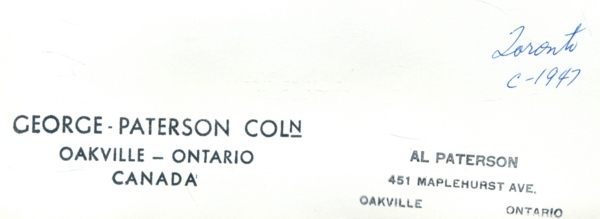 Toronto
c-1947
GEORGE - PATERSON COLN
OAKVILLE — ONTARIO
CANADA
AL PATERSON
451 MAPLEHURST AVE.
OAKVILLE ONTARIO